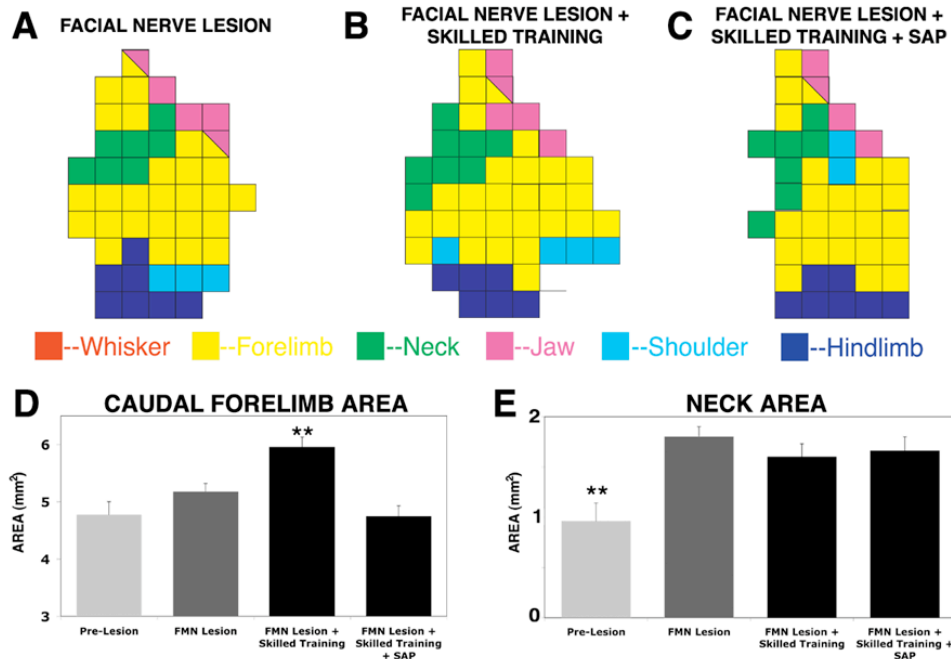 A FACIAL NERVE LESION
B FACIAL NERVE LESION +
SKILLED TRAINING
C FACIAL NERVE LESION +
SKILLED TRAINING + SAP
--Whisker --Forelimb --Neck --Jaw --Shoulder --Hindlimb
D CAUDAL FORELIMB AREA
**
6
5
4
3
AREA (mm²)
Pre-Lesion
FMN Lesion
FMN Lesion +
Skilled Training
FMN Lesion +
Skilled Training
+ SAP
E NECK AREA
**
2
1
0
AREA (mm²)
Pre-Lesion
FMN Lesion
FMN Lesion +
Skilled Training
FMN Lesion +
Skilled Training +
SAP